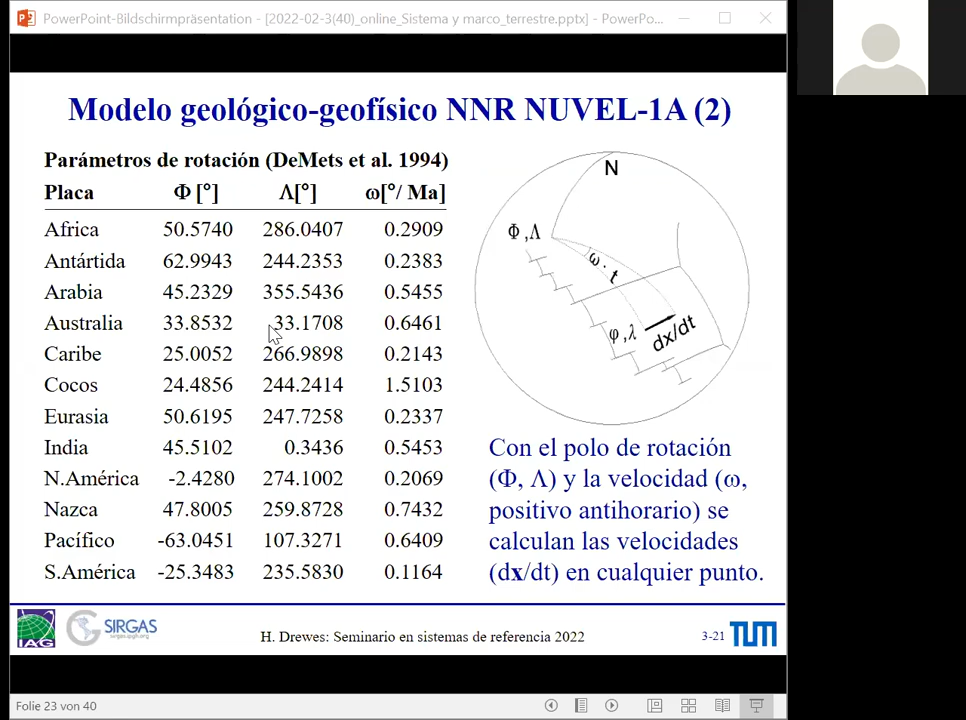 PowerPoint-Bildschirmpräsentation - [2022-02-3(40)_online_Sistema y marco_terrestre.pptx] - PowerPo...
Modelo geológico-geofísico NNR NUVEL-1A (2)
Parámetros de rotación (DeMets et al. 1994)
Placa Φ [°] Λ[°] ω[°/ Ma]
Africa 50.5740 286.0407 0.2909
Antártida 62.9943 244.2353 0.2383
Arabia 45.2329 355.5436 0.5455
Australia 33.8532 33.1708 0.6461
Caribe 25.0052 266.9898 0.2143
Cocos 24.4856 244.2414 1.5103
Eurasia 50.6195 247.7258 0.2337
India 45.5102 0.3436 0.5453
N.América -2.4280 274.1002 0.2069
Nazca 47.8005 259.8728 0.7432
Pacífico -63.0451 107.3271 0.6409
S.América -25.3483 235.5830 0.1164
N
Φ,Λ
ω·t
φ,λ
dx/dt
Con el polo de rotación
(Φ, Λ) y la velocidad (ω,
positivo antihorario) se
calculan las velocidades
(dx/dt) en cualquier punto.
IAG
SIRGAS
H. Drewes: Seminario en sistemas de referencia 2022
3-21
TUM
Folie 23 von 40